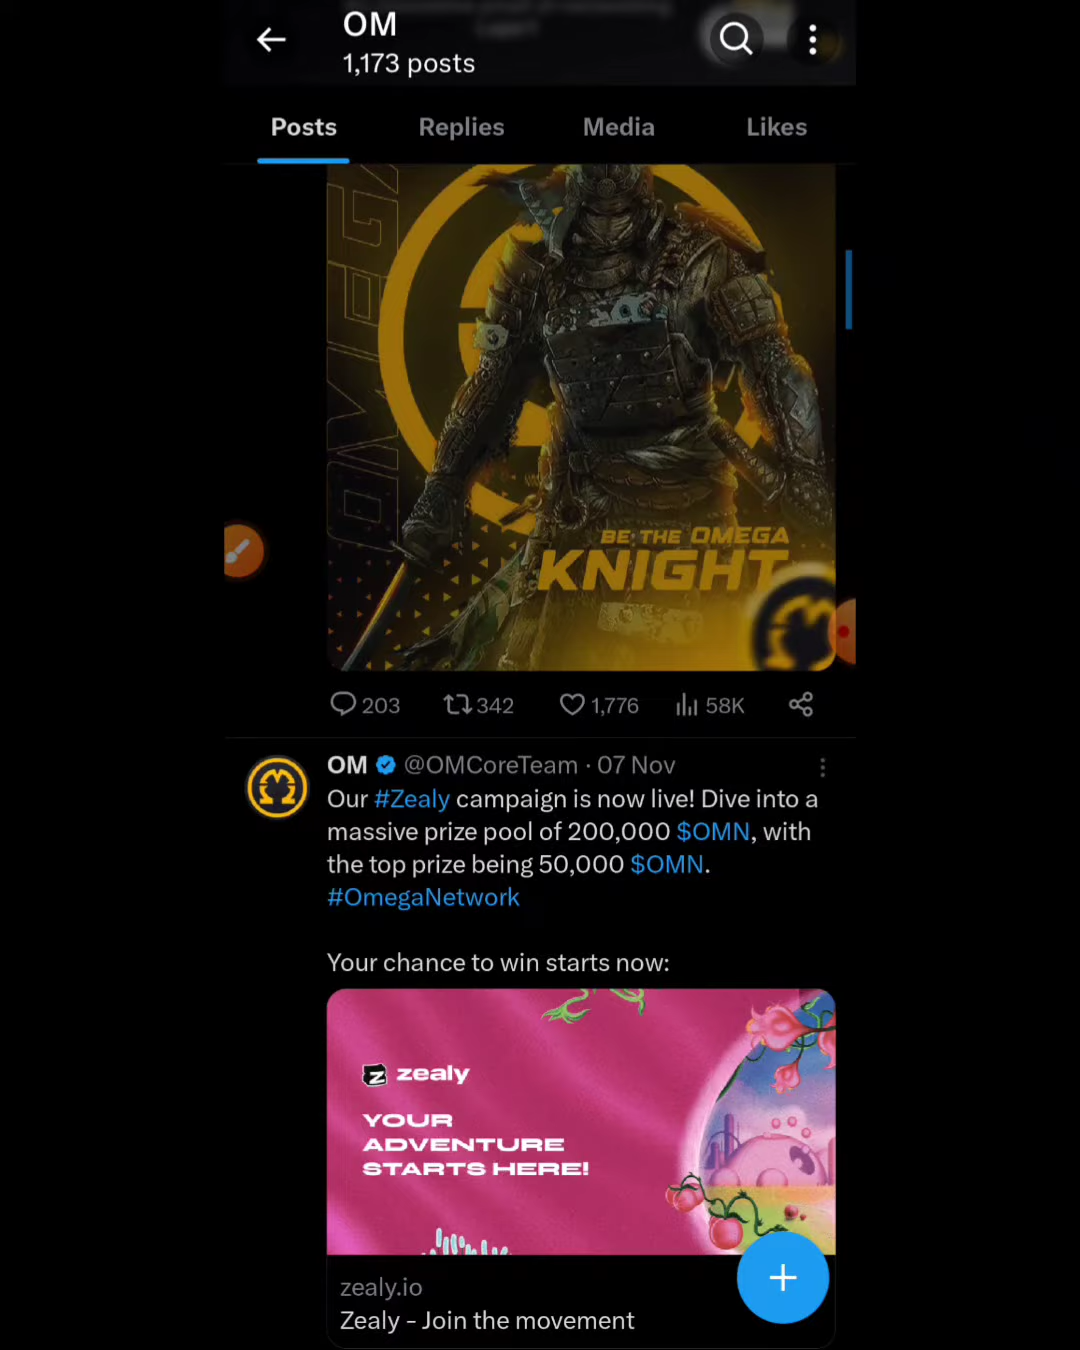 OM
1,173 posts
Posts Replies Media Likes
OMEGA
BE THE OMEGA
KNIGHT
203 342 1,776 58K
OM @OMCoreTeam · 07 Nov
Our #Zealy campaign is now live! Dive into a
massive prize pool of 200,000 $OMN, with
the top prize being 50,000 $OMN.
#OmegaNetwork
Your chance to win starts now:
zealy
YOUR
ADVENTURE
STARTS HERE!
zealy.io
Zealy - Join the movement